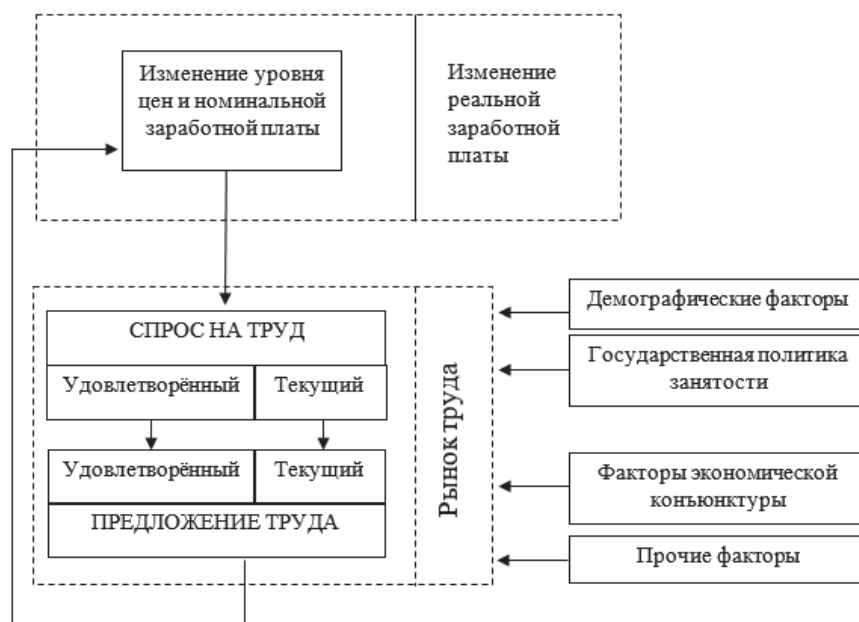 Изменение уровня
цен и номинальной
заработной платы
Изменение
реальной
заработной
платы
СПРОС НА ТРУД
Удовлетворённый
Текущий
Удовлетворённый
Текущий
ПРЕДЛОЖЕНИЕ ТРУДА
Рынок труда
Демографические факторы
Государственная политика
занятости
Факторы экономической
конъюнктуры
Прочие факторы